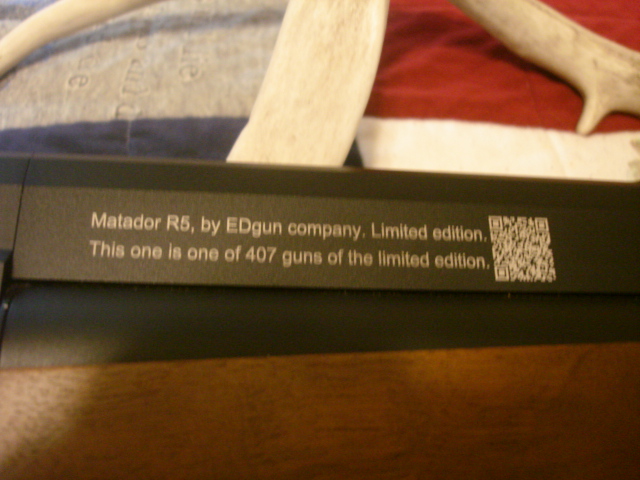 Matador R5, by EDgun company. Limited edition.
This one is one of 407 guns of the limited edition.